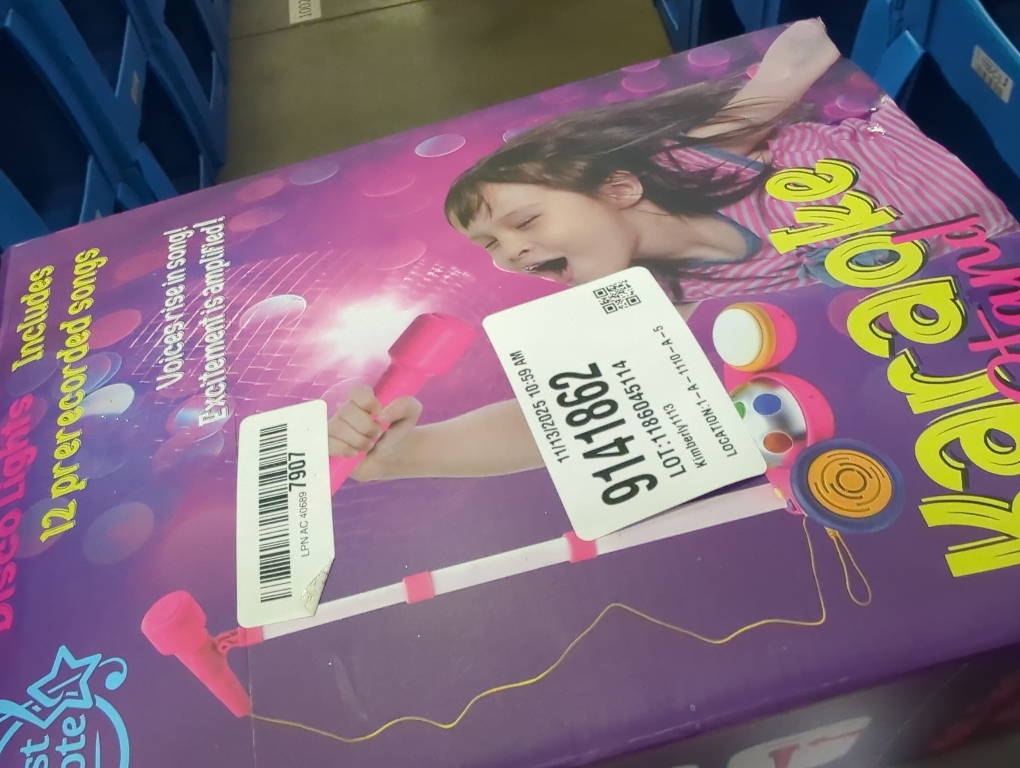 Karaoke
Stand
Disco Lights
Includes
12 prerecorded songs
Voices rise in song!
Excitement is amplified!
11/13/2025 10:59 AM
9141862
LOT:1186045114
Kimberly1113
LOCATION:1-A-1110-A-5
LPN AC 40689 7907